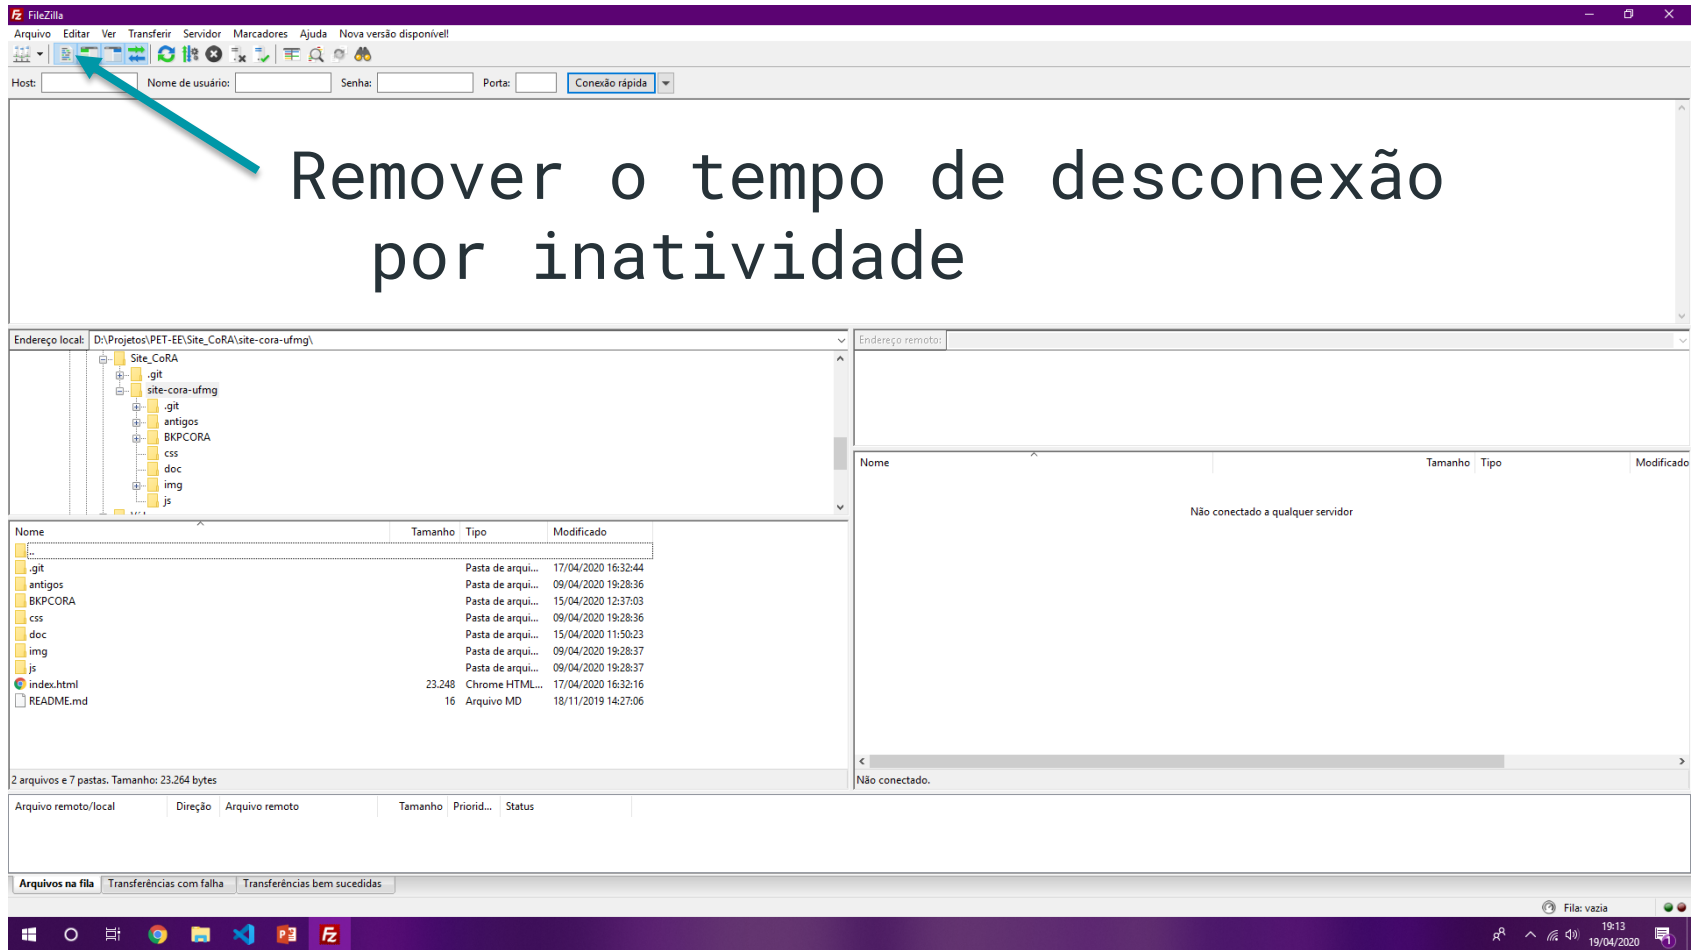 FileZilla
Arquivo Editar Ver Transferir Servidor Marcadores Ajuda Nova versão disponível!
Host: Nome de usuário: Senha: Porta: Conexão rápida
Remover o tempo de desconexão
por inatividade
Endereço local: D:\Projetos\PET-EE\Site_CoRA\site-cora-ufmg\
Endereço remoto:
Site_CoRA
.git
site-cora-ufmg
.git
antigos
BKPCORA
css
doc
img
js
Nome Tamanho Tipo Modificado
Não conectado a qualquer servidor
Nome Tamanho Tipo Modificado
..
.git Pasta de arqui... 17/04/2020 16:32:44
antigos Pasta de arqui... 09/04/2020 19:28:36
BKPCORA Pasta de arqui... 15/04/2020 12:37:03
css Pasta de arqui... 09/04/2020 19:28:36
doc Pasta de arqui... 15/04/2020 11:50:23
img Pasta de arqui... 09/04/2020 19:28:37
js Pasta de arqui... 09/04/2020 19:28:37
index.html 23.248 Chrome HTML... 17/04/2020 16:32:16
README.md 16 Arquivo MD 18/11/2019 14:27:06
2 arquivos e 7 pastas. Tamanho: 23.264 bytes
Não conectado.
Arquivo remoto/local Direção Arquivo remoto Tamanho Priorid... Status
Arquivos na fila Transferências com falha Transferências bem sucedidas
Fila: vazia
19:13
19/04/2020